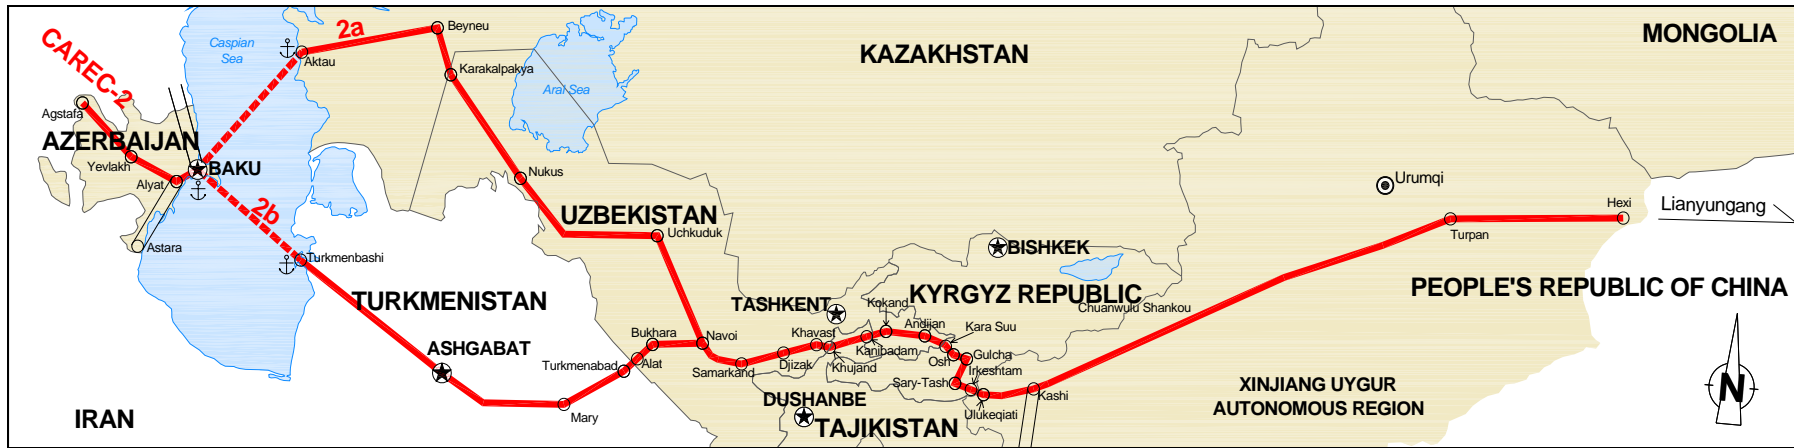 CAREC-2
2a
2b
Caspian
Sea
Aral Sea
KAZAKHSTAN
MONGOLIA
Beyneu
Aktau
Karakalpakya
Agstafa
AZERBAIJAN
Yevlakh
Alyat
BAKU
Astara
Nukus
UZBEKISTAN
Uchkuduk
Urumqi
Hexi
Lianyungang
Turpan
BISHKEK
Turkmenbashi
TURKMENISTAN
TASHKENT
KYRGYZ REPUBLIC
Chuanwulu Shankou
PEOPLE'S REPUBLIC OF CHINA
Kokand
Andijan
Kara Suu
Bukhara
Navoi
Khavast
Kanibadam
Osh
Gulcha
ASHGABAT
Turkmenabad
Alat
Samarkand
Djizak
Khujand
Irkeshtam
Sary-Tash
Kashi
Ulukeqiati
Mary
DUSHANBE
TAJIKISTAN
XINJIANG UYGUR
AUTONOMOUS REGION
IRAN
N